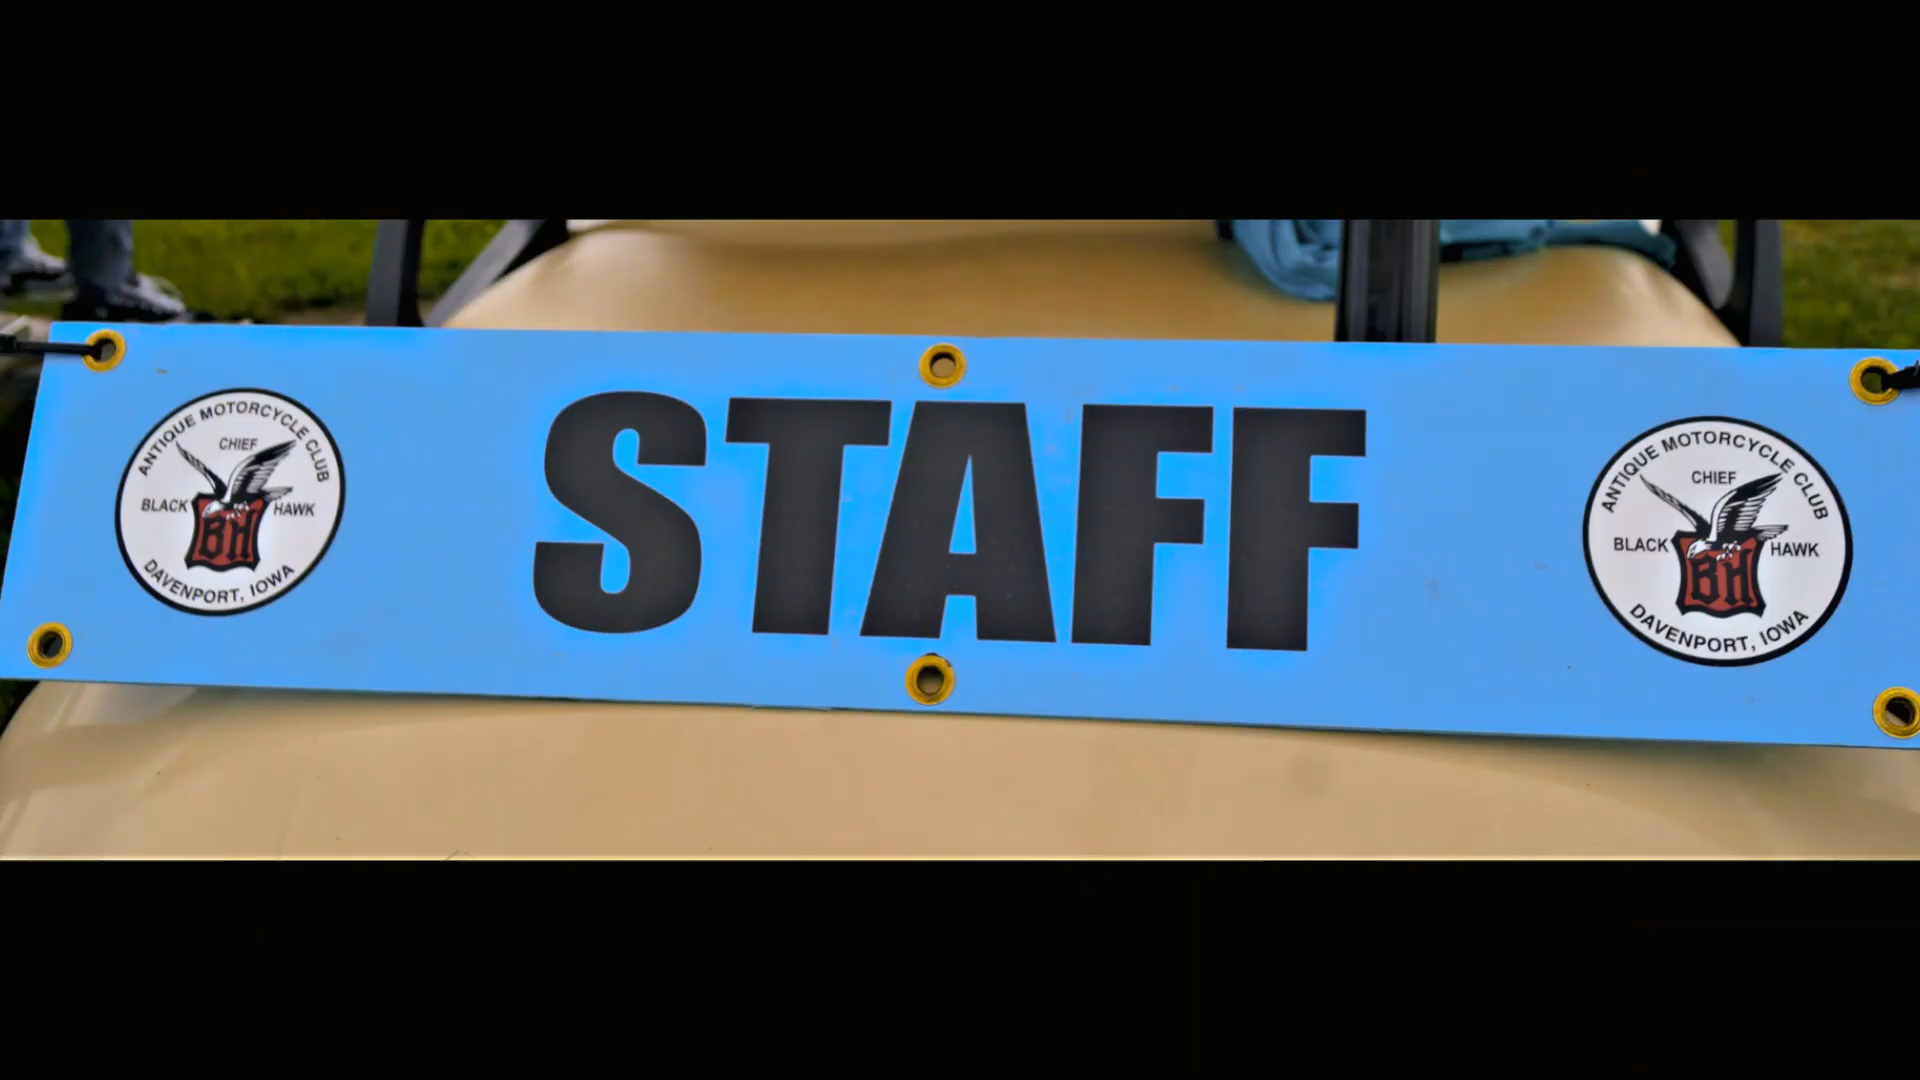 ANTIQUE MOTORCYCLE CLUB
CHIEF
BLACK HAWK
BH
DAVENPORT, IOWA
STAFF
ANTIQUE MOTORCYCLE CLUB
CHIEF
BLACK HAWK
BH
DAVENPORT, IOWA